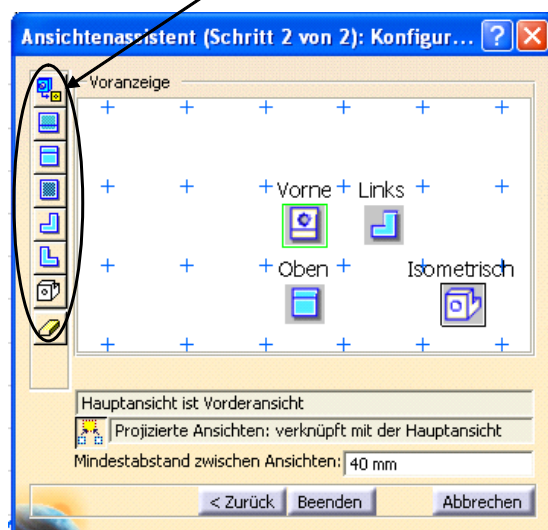 Ansichtenassistent (Schritt 2 von 2): Konfigur...
Voranzeige
Vorne Links
Oben Isometrisch
Hauptansicht ist Vorderansicht
Projizierte Ansichten: verknüpft mit der Hauptansicht
Mindestabstand zwischen Ansichten: 40 mm
< Zurück Beenden Abbrechen